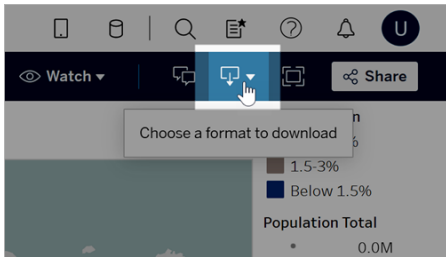 U
Watch
Share
Choose a format to download
n
%
1.5-3%
Below 1.5%
Population Total
0.0M